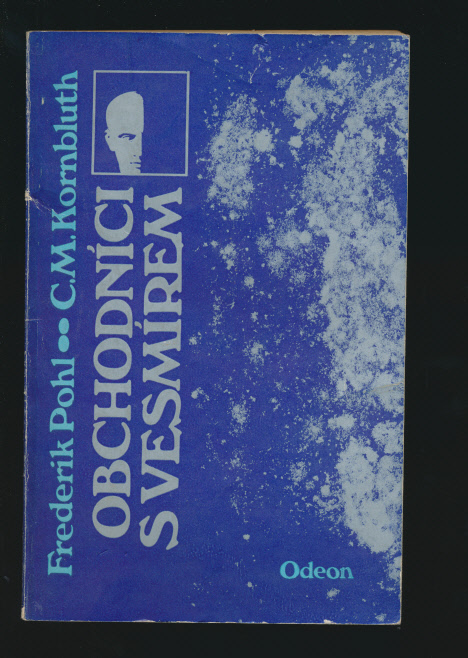 Frederik Pohl •• C.M. Kornbluth
OBCHODNÍCI
S VESMÍREM
Odeon